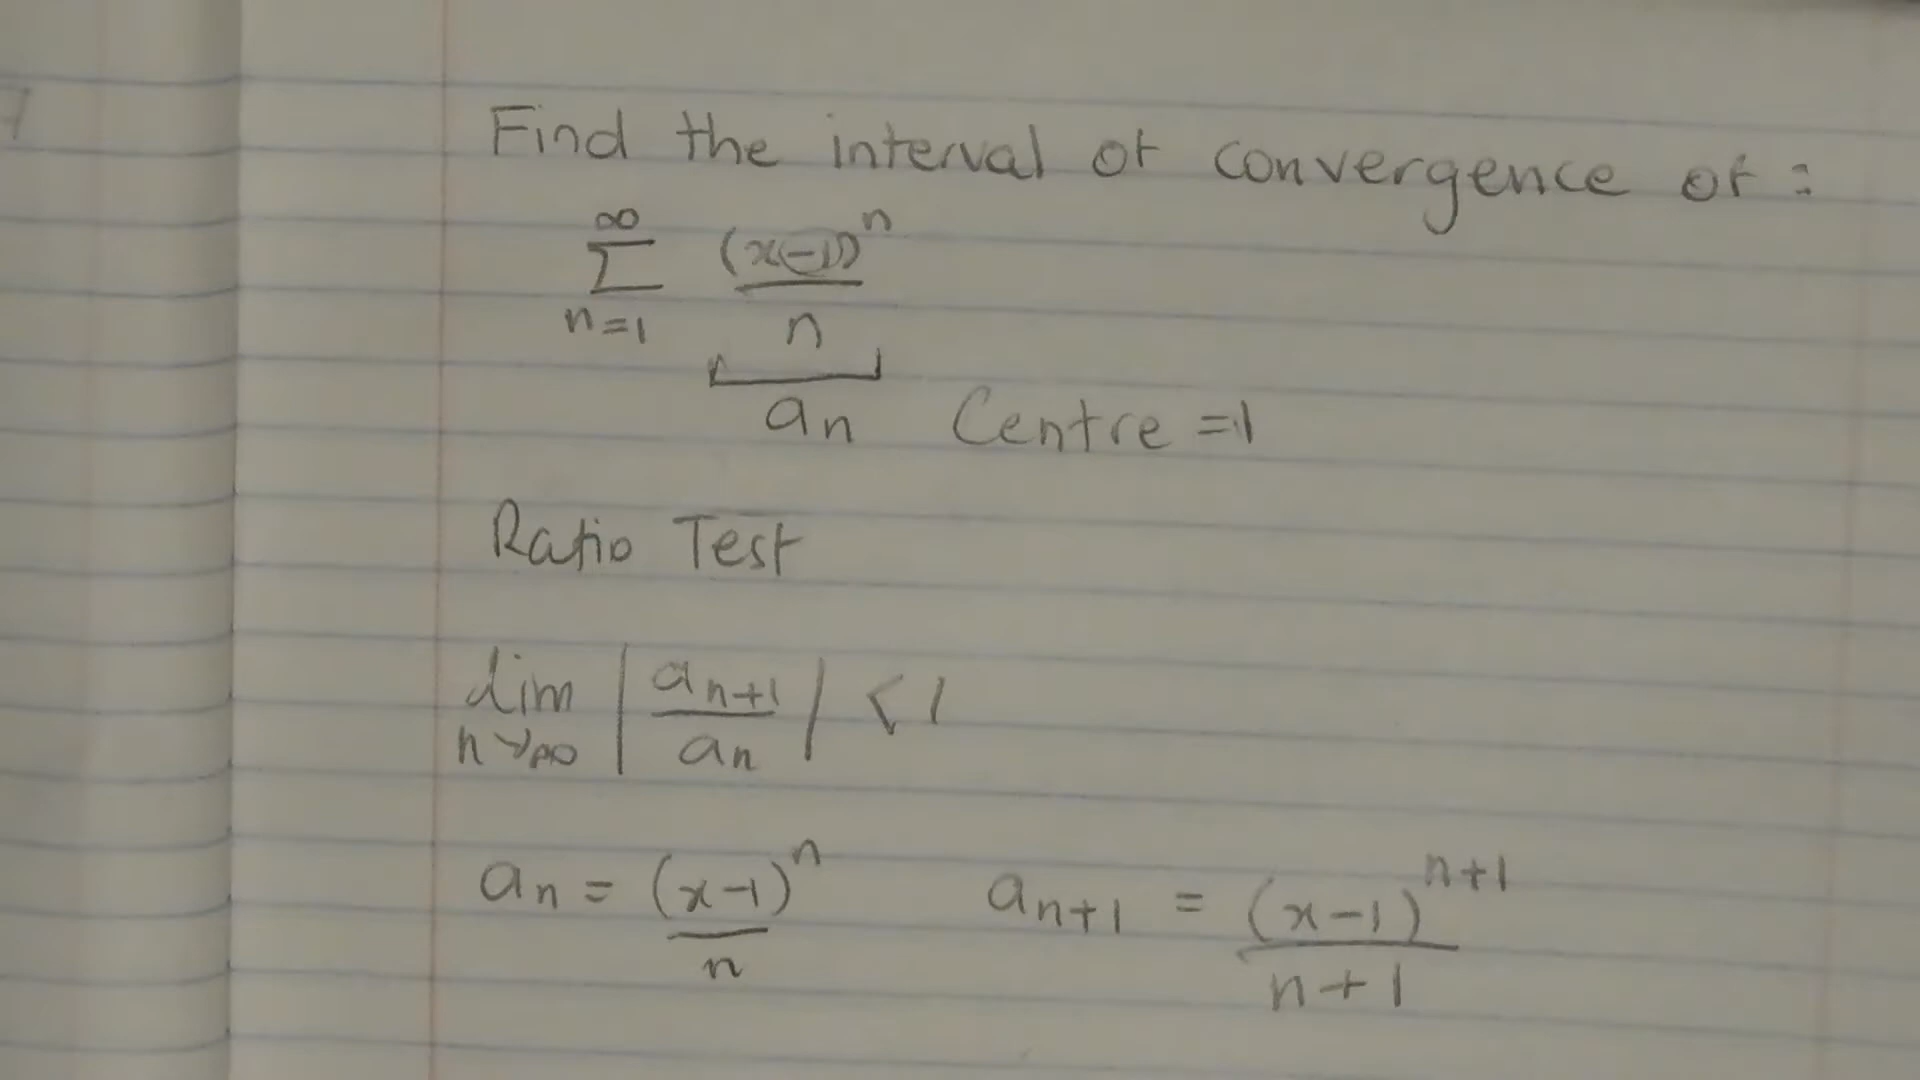 Find the interval of convergence of :
∞
Σ (x-1)^n / n
n=1
an Centre = 1
Ratio Test
lim n→∞ | an+1 / an | < 1
an = (x-1)^n / n an+1 = (x-1)^n+1 / n+1